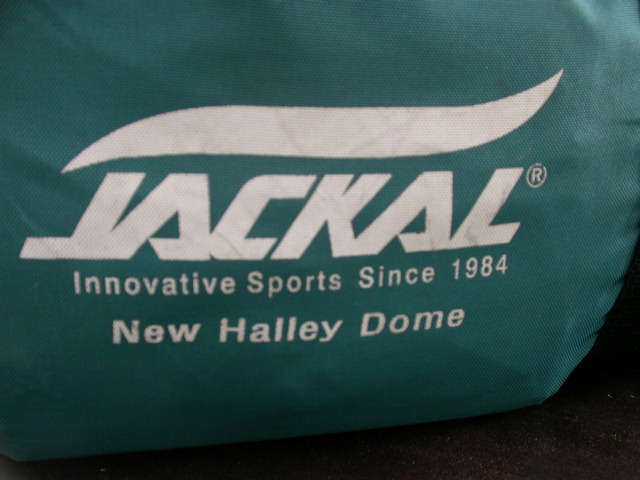 JACKAL®
Innovative Sports Since 1984
New Halley Dome